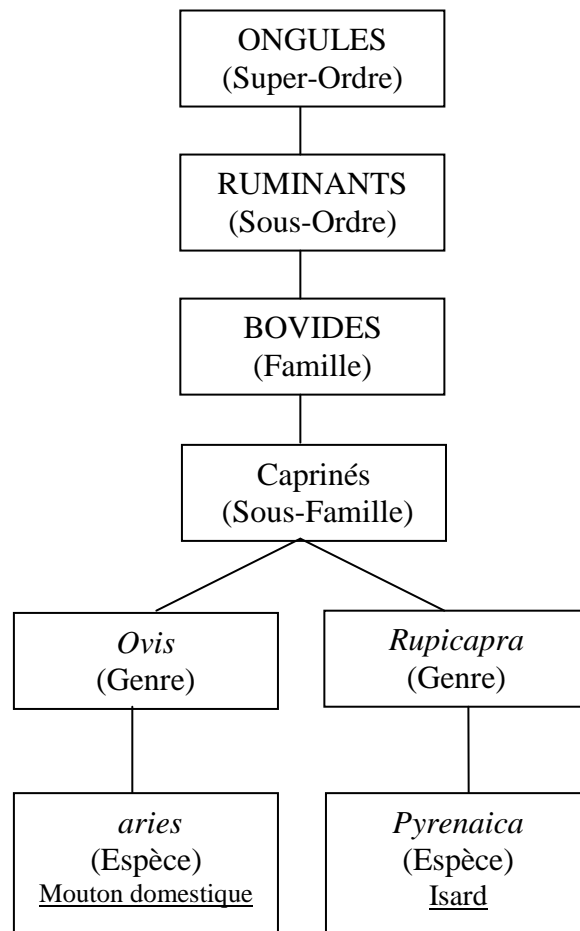 ONGULES
(Super-Ordre)
RUMINANTS
(Sous-Ordre)
BOVIDES
(Famille)
Caprinés
(Sous-Famille)
Ovis
(Genre)
Rupicapra
(Genre)
aries
(Espèce)
Mouton domestique
Pyrenaica
(Espèce)
Isard